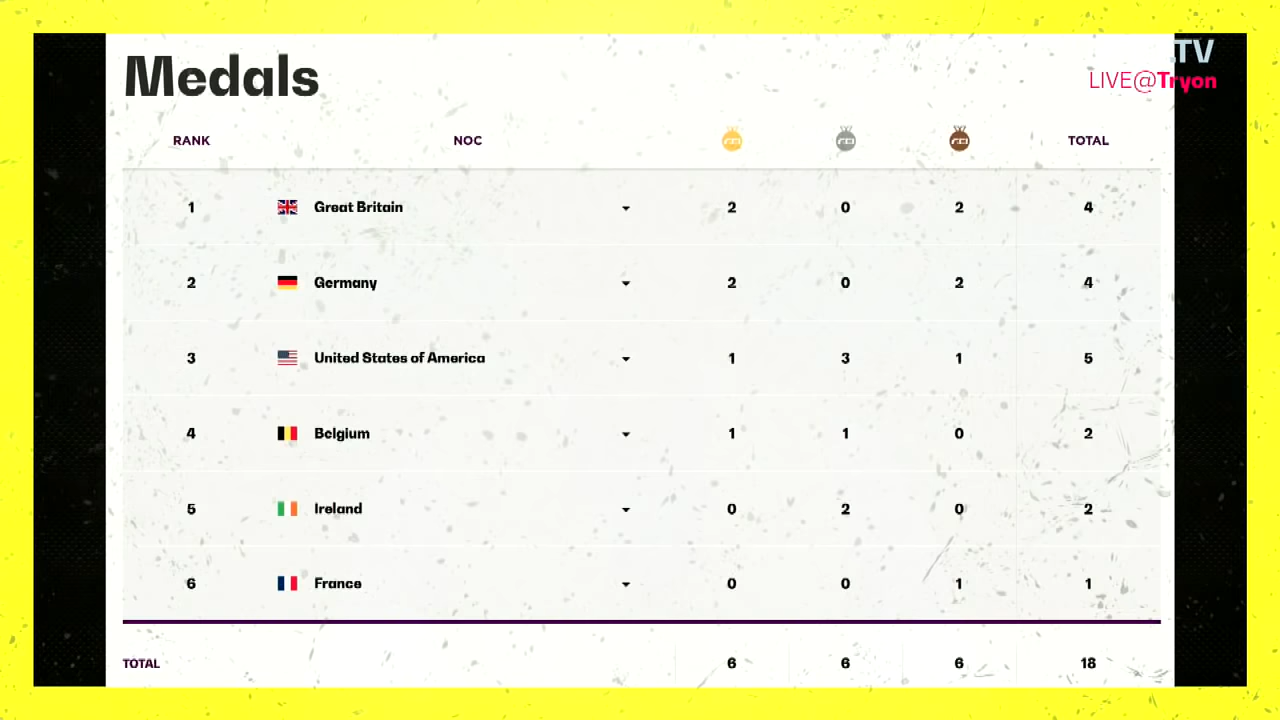 Medals
.TV
LIVE@Tryon
RANK NOC TOTAL
1 Great Britain 2 0 2 4
2 Germany 2 0 2 4
3 United States of America 1 3 1 5
4 Belgium 1 1 0 2
5 Ireland 0 2 0 2
6 France 0 0 1 1
TOTAL 6 6 6 18